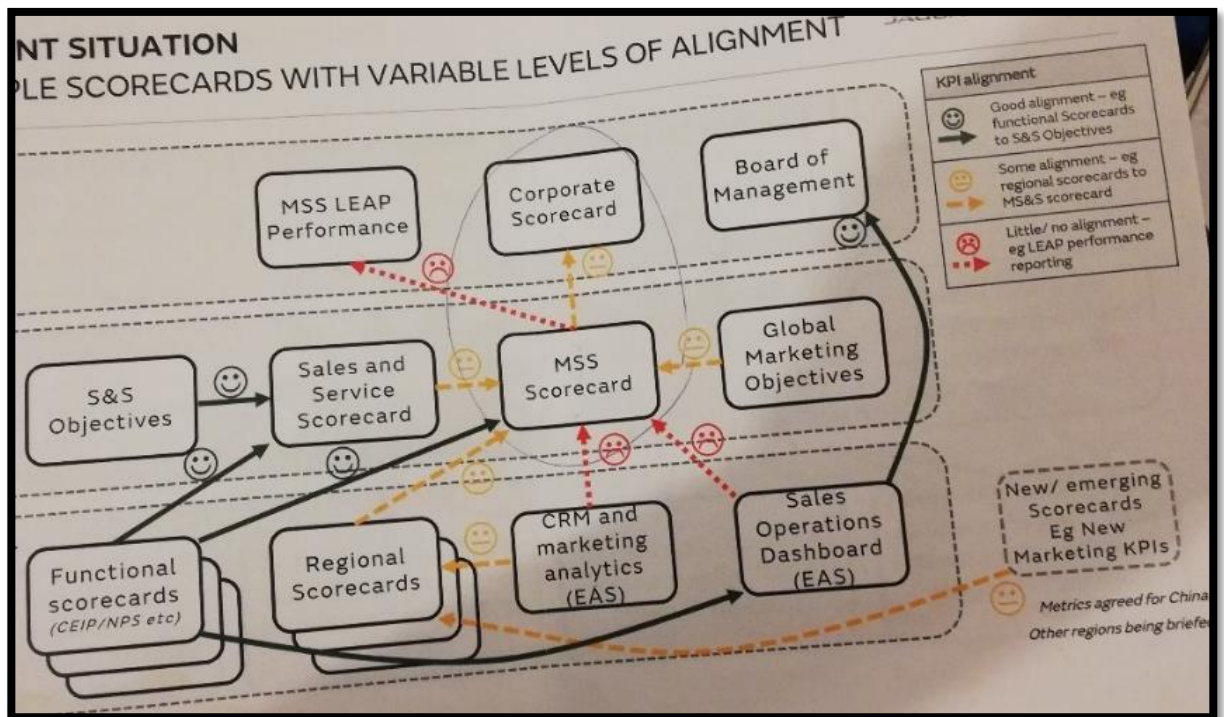 NT SITUATION
PLE SCORECARDS WITH VARIABLE LEVELS OF ALIGNMENT
KPI alignment
Good alignment – eg
functional Scorecards
to S&S Objectives
Some alignment – eg
regional scorecards to
MS&S scorecard
Little/ no alignment –
eg LEAP performance
reporting
MSS LEAP
Performance
Corporate
Scorecard
Board of
Management
S&S
Objectives
Sales and
Service
Scorecard
MSS
Scorecard
Global
Marketing
Objectives
Functional
scorecards
(CEIP/NPS etc)
Regional
Scorecards
CRM and
marketing
analytics
(EAS)
Sales
Operations
Dashboard
(EAS)
New/ emerging
Scorecards
Eg New
Marketing KPIs
Metrics agreed for China
Other regions being briefe